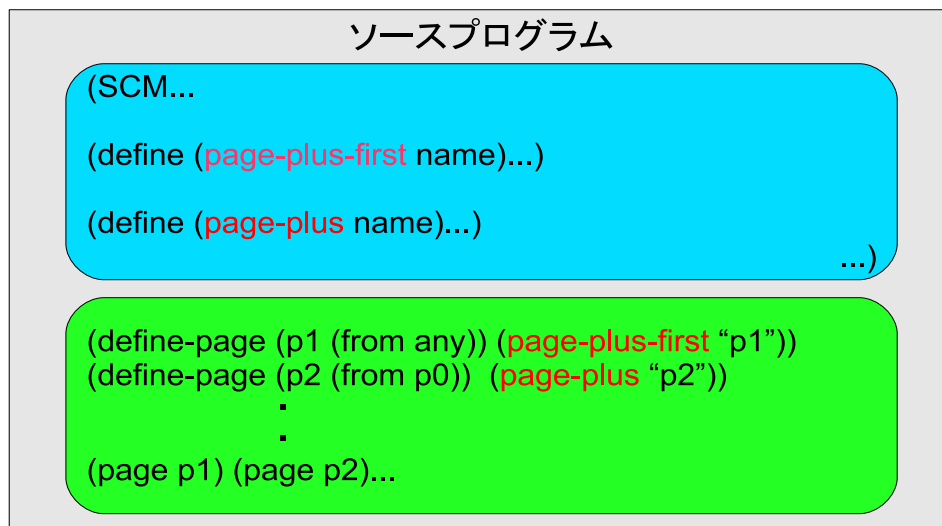 ソースプログラム
(SCM...
(define (page-plus-first name)...)
(define (page-plus name)...)
...)
(define-page (p1 (from any)) (page-plus-first “p1”))
(define-page (p2 (from p0)) (page-plus “p2”))
.
.
(page p1) (page p2)...